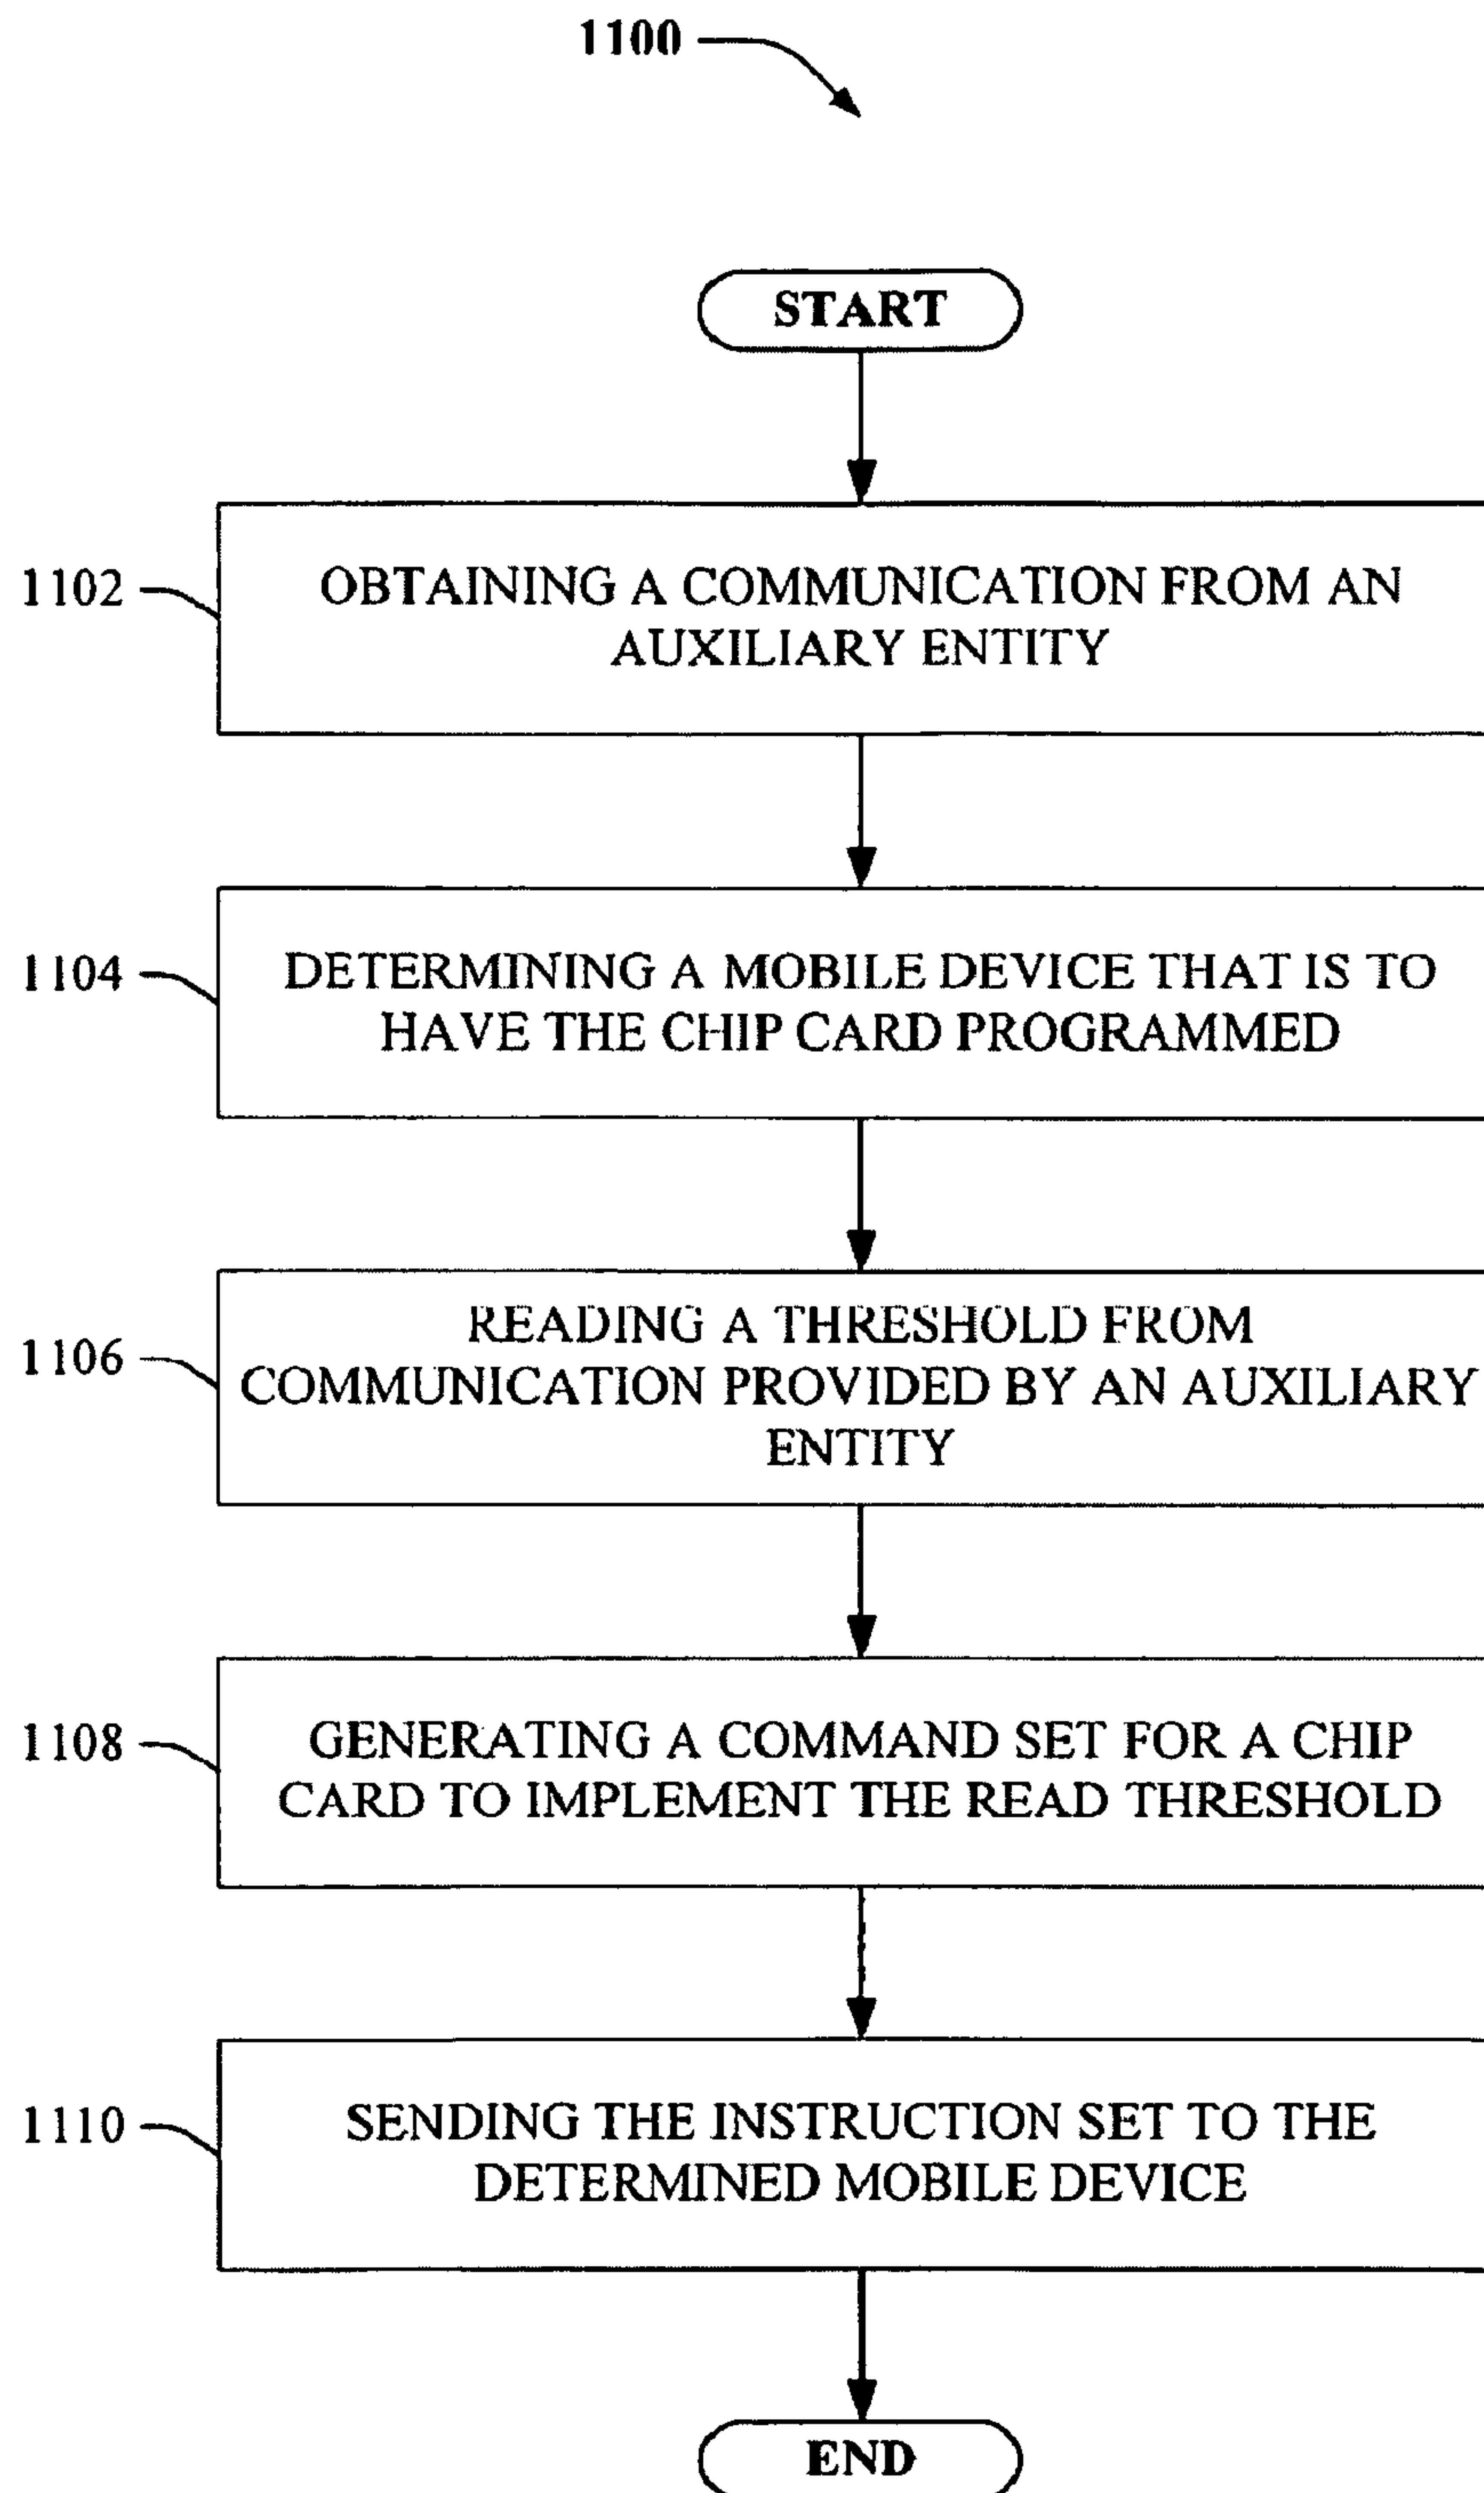 1100
START
1102
OBTAINING A COMMUNICATION FROM AN
AUXILIARY ENTITY
1104
DETERMINING A MOBILE DEVICE THAT IS TO
HAVE THE CHIP CARD PROGRAMMED
1106
READING A THRESHOLD FROM
COMMUNICATION PROVIDED BY AN AUXILIARY
ENTITY
1108
GENERATING A COMMAND SET FOR A CHIP
CARD TO IMPLEMENT THE READ THRESHOLD
1110
SENDING THE INSTRUCTION SET TO THE
DETERMINED MOBILE DEVICE
END